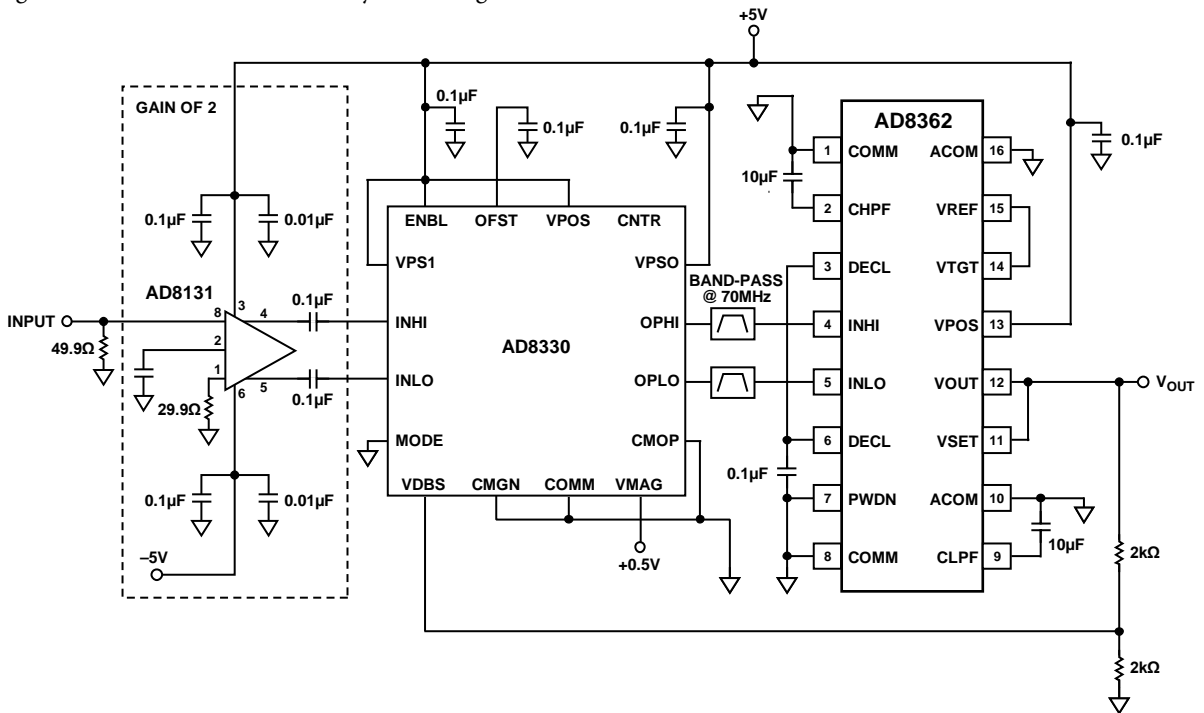 +5V
GAIN OF 2
0.1µF
0.1µF
0.1µF
0.1µF
0.1µF
0.01µF
AD8131
INPUT
49.9Ω
8
3
4
2
1
5
6
29.9Ω
0.1µF
0.1µF
0.1µF
0.01µF
–5V
ENBL
OFST
VPOS
CNTR
VPS1
VPSO
INHI
OPHI
AD8330
INLO
OPLO
MODE
CMOP
VDBS
CMGN
COMM
VMAG
+0.5V
BAND-PASS
@ 70MHz
10µF
0.1µF
AD8362
1 COMM
ACOM 16
2 CHPF
VREF 15
3 DECL
VTGT 14
4 INHI
VPOS 13
5 INLO
VOUT 12
6 DECL
VSET 11
7 PWDN
ACOM 10
8 COMM
CLPF 9
10µF
VOUT
2kΩ
2kΩ